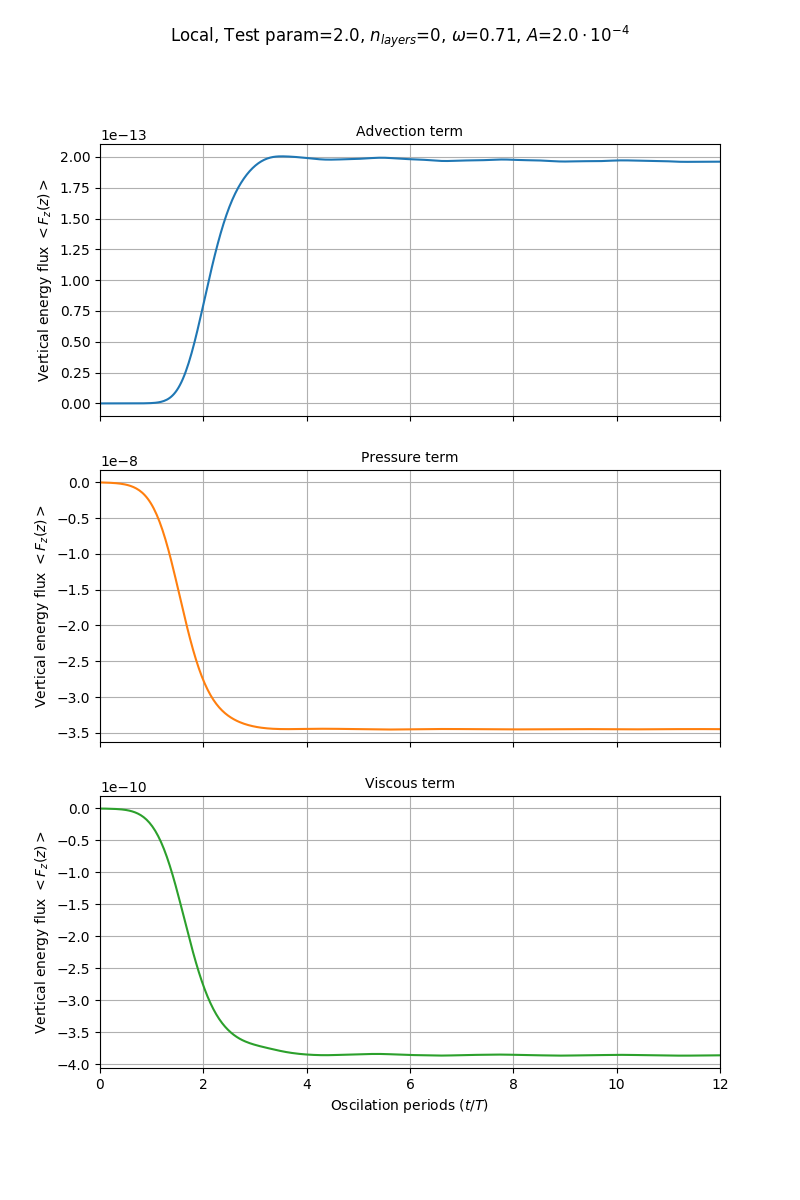 Local, Test param=2.0, $n_{layers}$=0, $\omega$=0.71, $A$=2.0 · 10$^{-4}$
1e−13
Advection term
2.00
1.75
1.50
1.25
1.00
0.75
0.50
0.25
0.00
Vertical energy flux $<F_z(z)>$
1e−8
Pressure term
0.0
−0.5
−1.0
−1.5
−2.0
−2.5
−3.0
−3.5
Vertical energy flux $<F_z(z)>$
1e−10
Viscous term
0.0
−0.5
−1.0
−1.5
−2.0
−2.5
−3.0
−3.5
−4.0
Vertical energy flux $<F_z(z)>$
0 2 4 6 8 10 12
Oscilation periods ($t/T$)